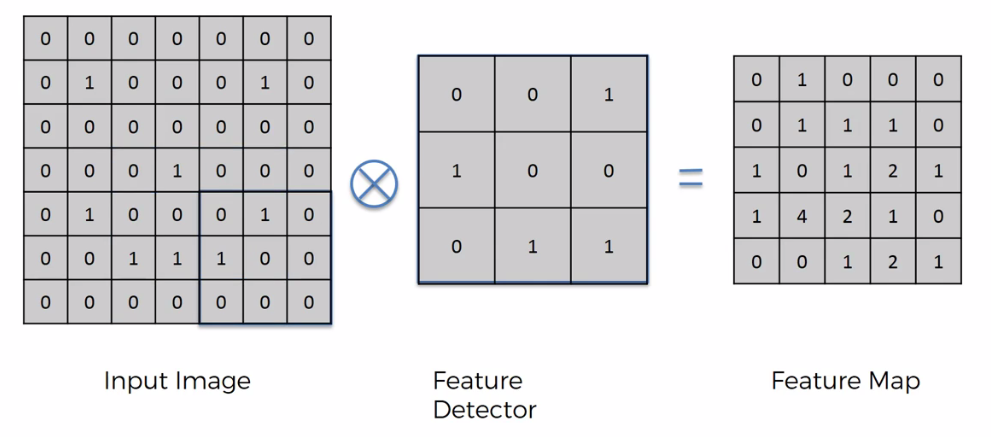 0 0 0 0 0 0 0
0 1 0 0 0 1 0
0 0 0 0 0 0 0
0 0 0 1 0 0 0
0 1 0 0 0 1 0
0 0 1 1 1 0 0
0 0 0 0 0 0 0
0 0 1
1 0 0
0 1 1
=
0 1 0 0 0
0 1 1 1 0
1 0 1 2 1
1 4 2 1 0
0 0 1 2 1
Input Image
Feature
Detector
Feature Map